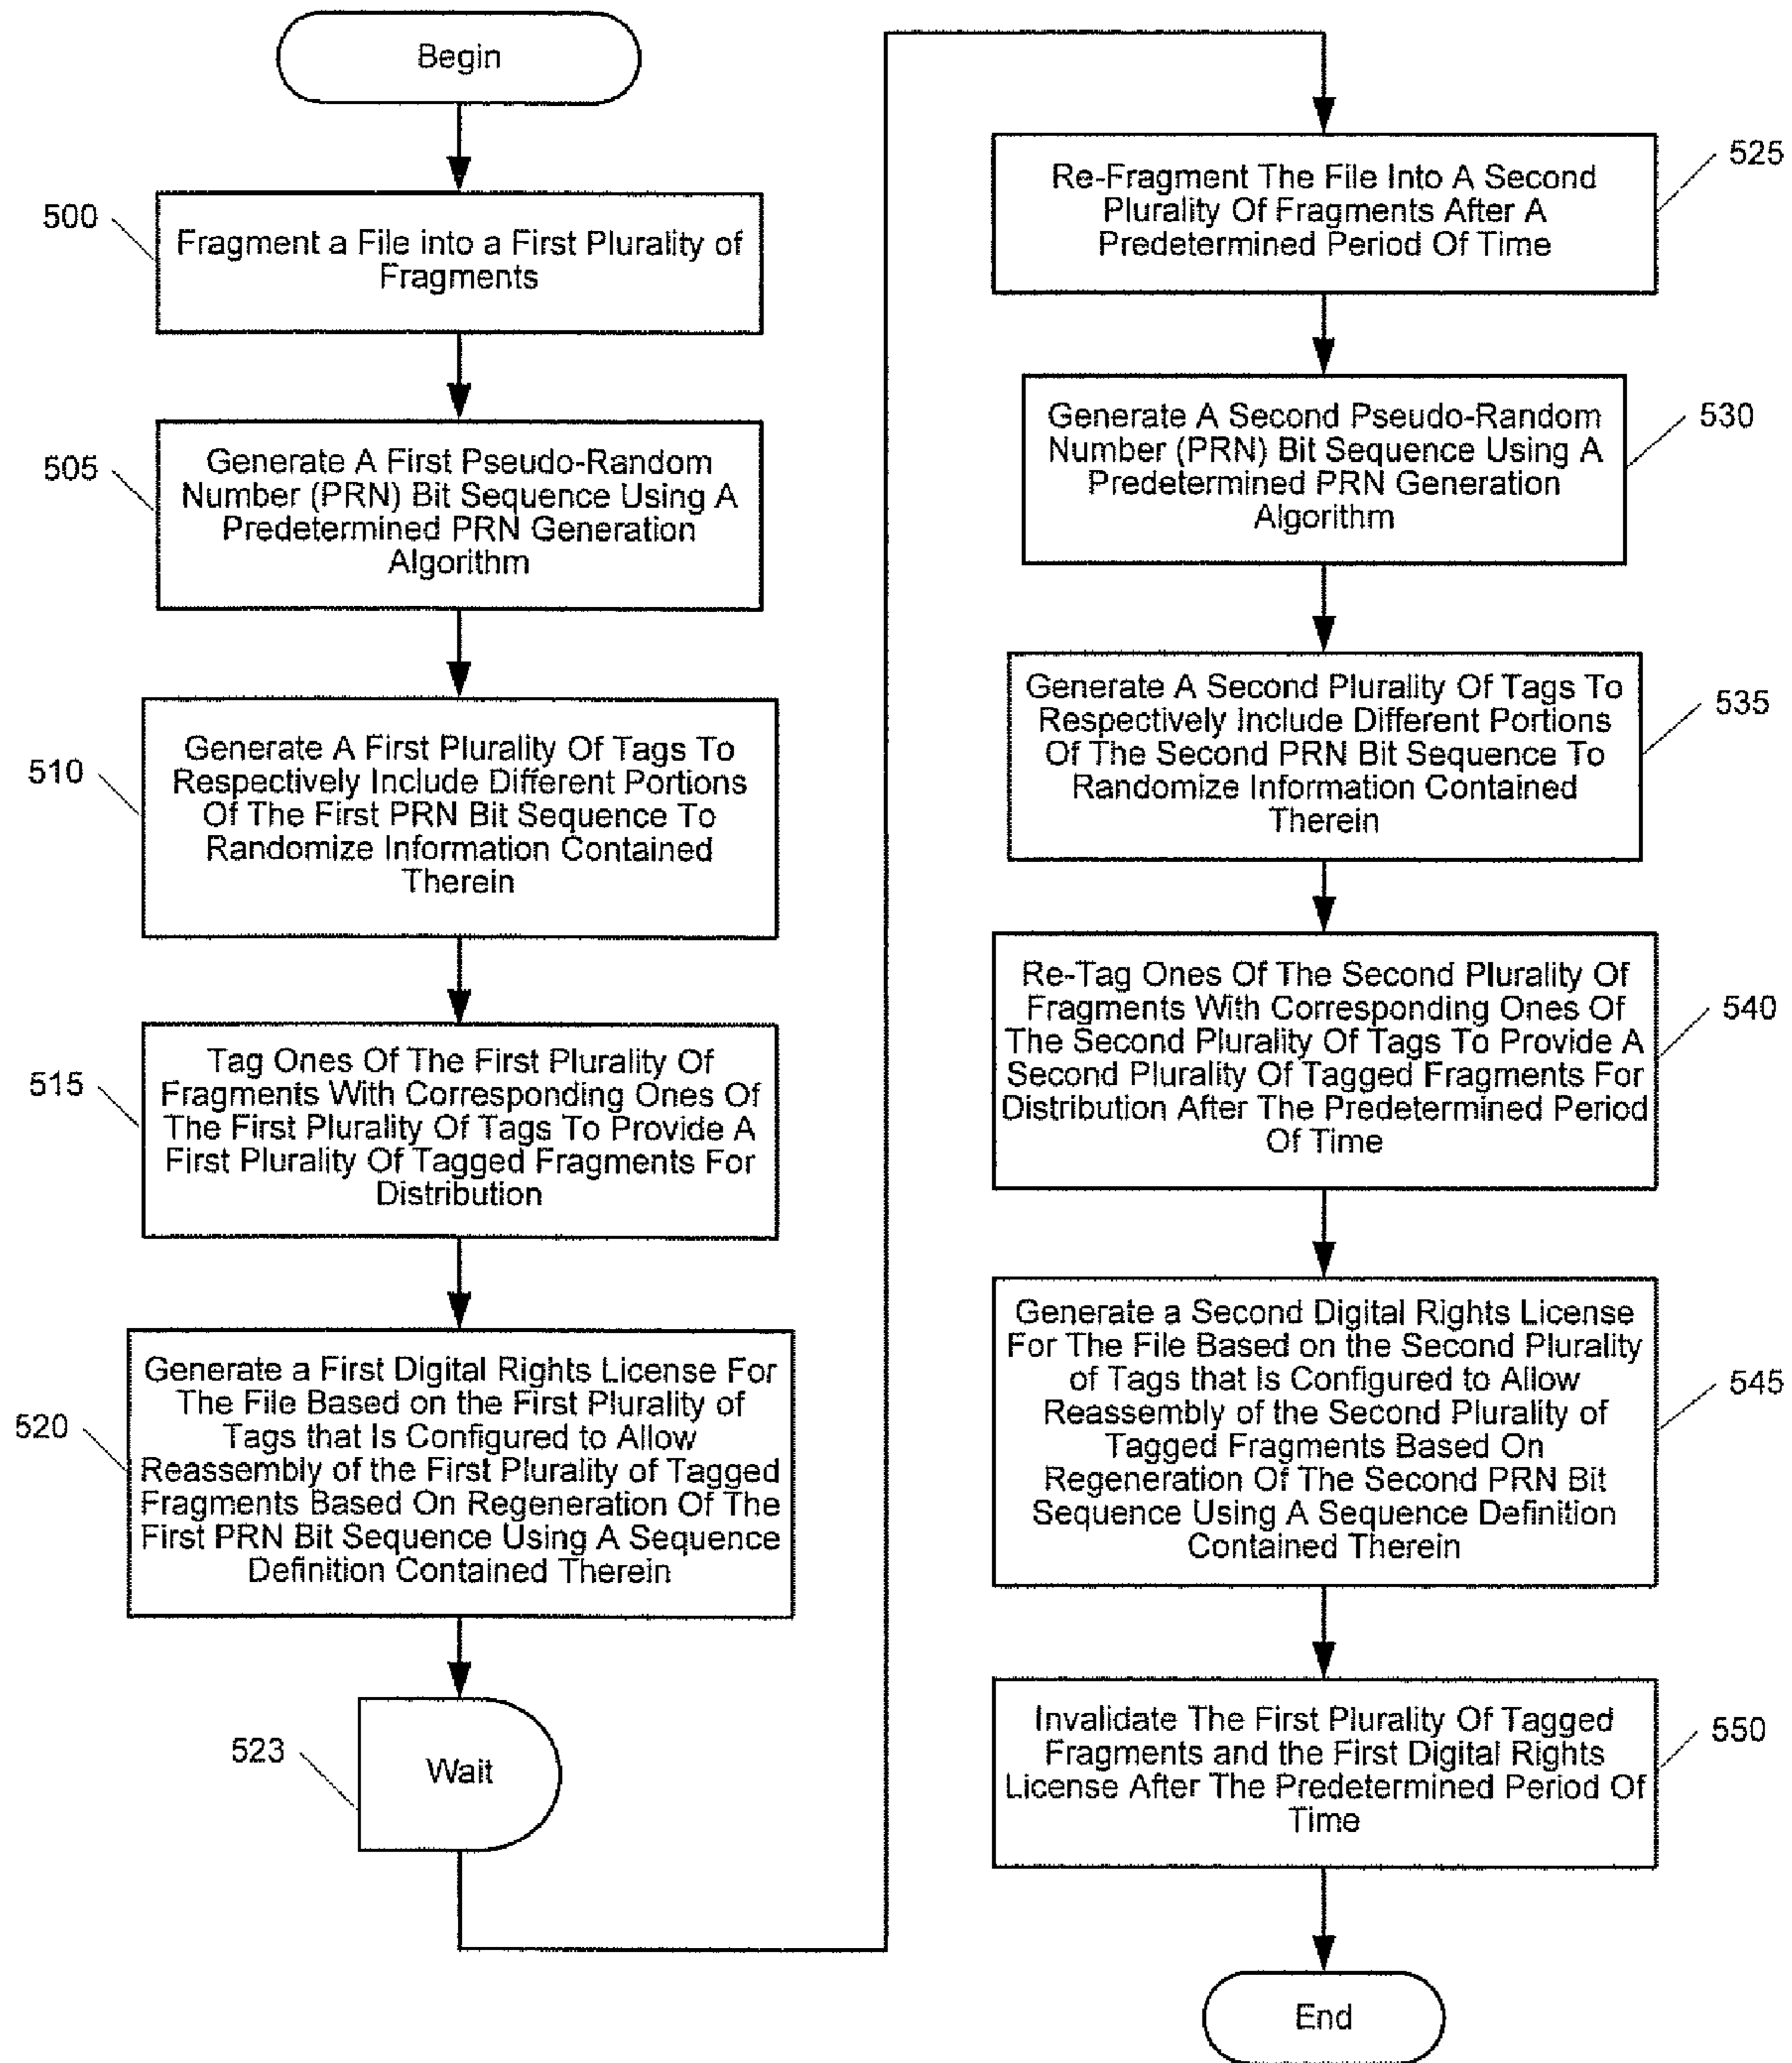 Begin
500
Fragment a File into a First Plurality of
Fragments
505
Generate A First Pseudo-Random
Number (PRN) Bit Sequence Using A
Predetermined PRN Generation
Algorithm
510
Generate A First Plurality Of Tags To
Respectively Include Different Portions
Of The First PRN Bit Sequence To
Randomize Information Contained
Therein
515
Tag Ones Of The First Plurality Of
Fragments With Corresponding Ones Of
The First Plurality Of Tags To Provide A
First Plurality Of Tagged Fragments For
Distribution
520
Generate a First Digital Rights License For
The File Based on the First Plurality of
Tags that Is Configured to Allow
Reassembly of the First Plurality of Tagged
Fragments Based On Regeneration Of The
First PRN Bit Sequence Using A Sequence
Definition Contained Therein
523
Wait
525
Re-Fragment The File Into A Second
Plurality Of Fragments After A
Predetermined Period Of Time
530
Generate A Second Pseudo-Random
Number (PRN) Bit Sequence Using A
Predetermined PRN Generation
Algorithm
535
Generate A Second Plurality Of Tags To
Respectively Include Different Portions
Of The Second PRN Bit Sequence To
Randomize Information Contained
Therein
540
Re-Tag Ones Of The Second Plurality Of
Fragments With Corresponding Ones Of
The Second Plurality Of Tags To Provide A
Second Plurality Of Tagged Fragments For
Distribution After The Predetermined Period
Of Time
545
Generate a Second Digital Rights License
For The File Based on the Second Plurality
of Tags that Is Configured to Allow
Reassembly of the Second Plurality of
Tagged Fragments Based On
Regeneration Of The Second PRN Bit
Sequence Using A Sequence Definition
Contained Therein
550
Invalidate The First Plurality Of Tagged
Fragments and the First Digital Rights
License After The Predetermined Period Of
Time
End